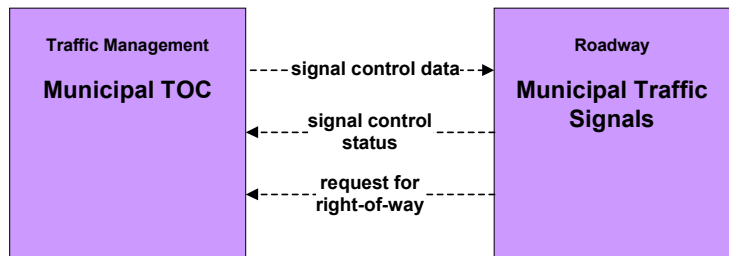 Traffic Management
Municipal TOC
signal control data
signal control
status
request for
right-of-way
Roadway
Municipal Traffic
Signals